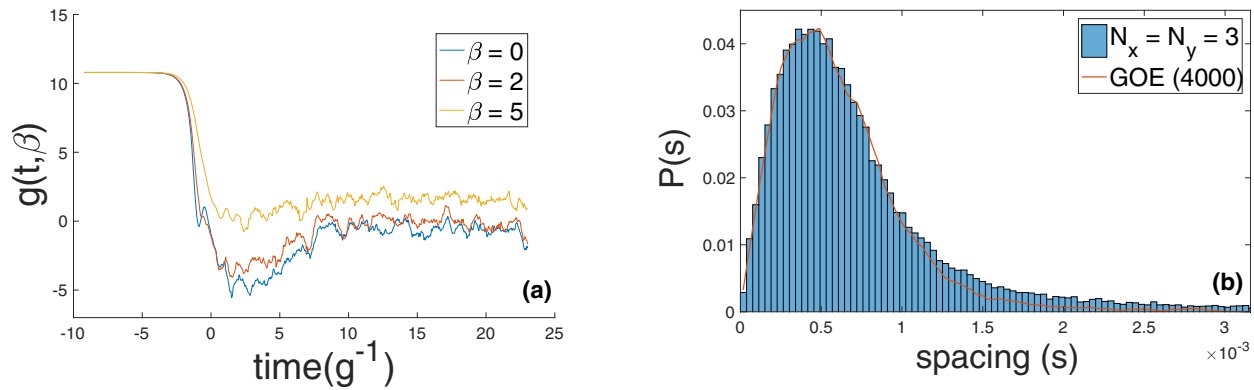 15
10
5
0
-5
g(t,β)
-10
-5
0
5
10
15
20
25
time(g⁻¹)
β = 0
β = 2
β = 5
(a)
0.04
0.03
0.02
0.01
0
P(s)
0
0.5
1
1.5
2
2.5
3
×10⁻³
spacing (s)
N_x = N_y = 3
GOE (4000)
(b)